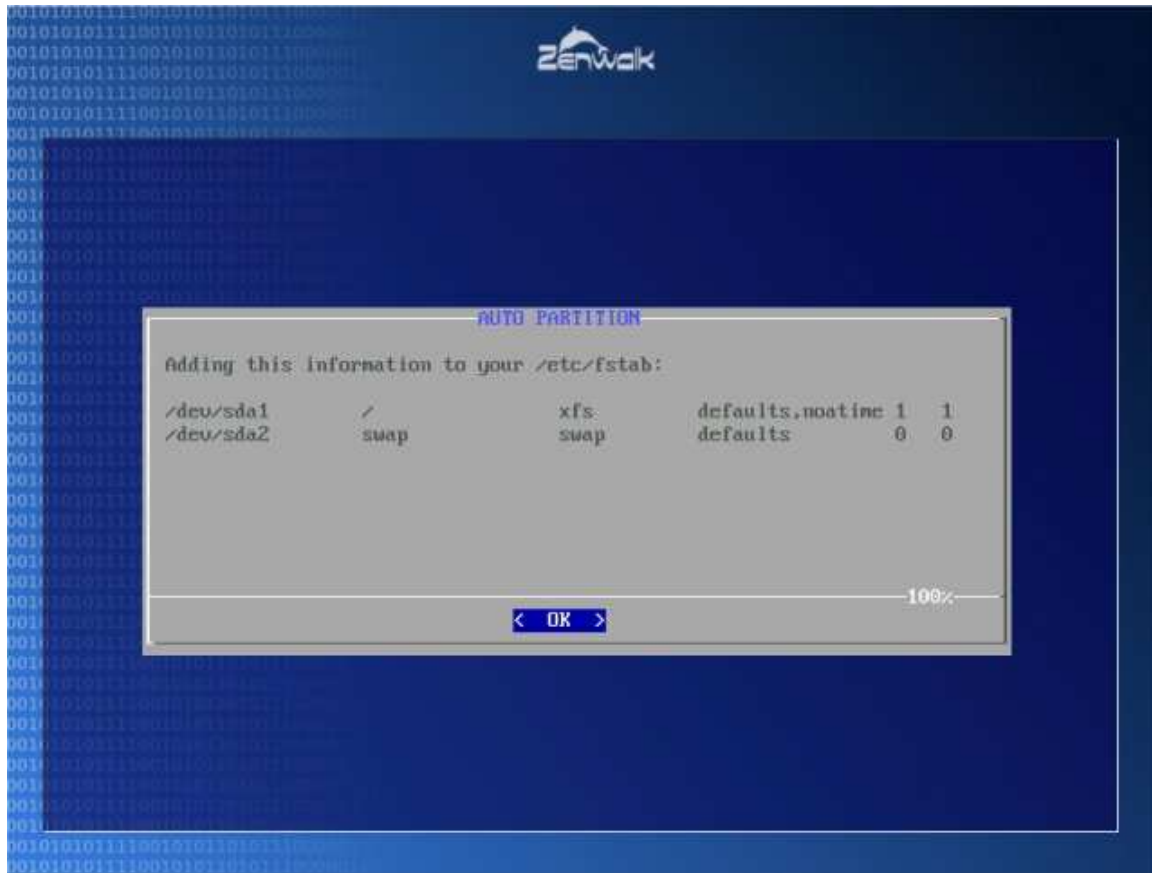 Zenwalk
AUTO PARTITION
Adding this information to your /etc/fstab:
/dev/sda1 / xfs defaults,noatime 1 1
/dev/sda2 swap swap defaults 0 0
100%
< OK >